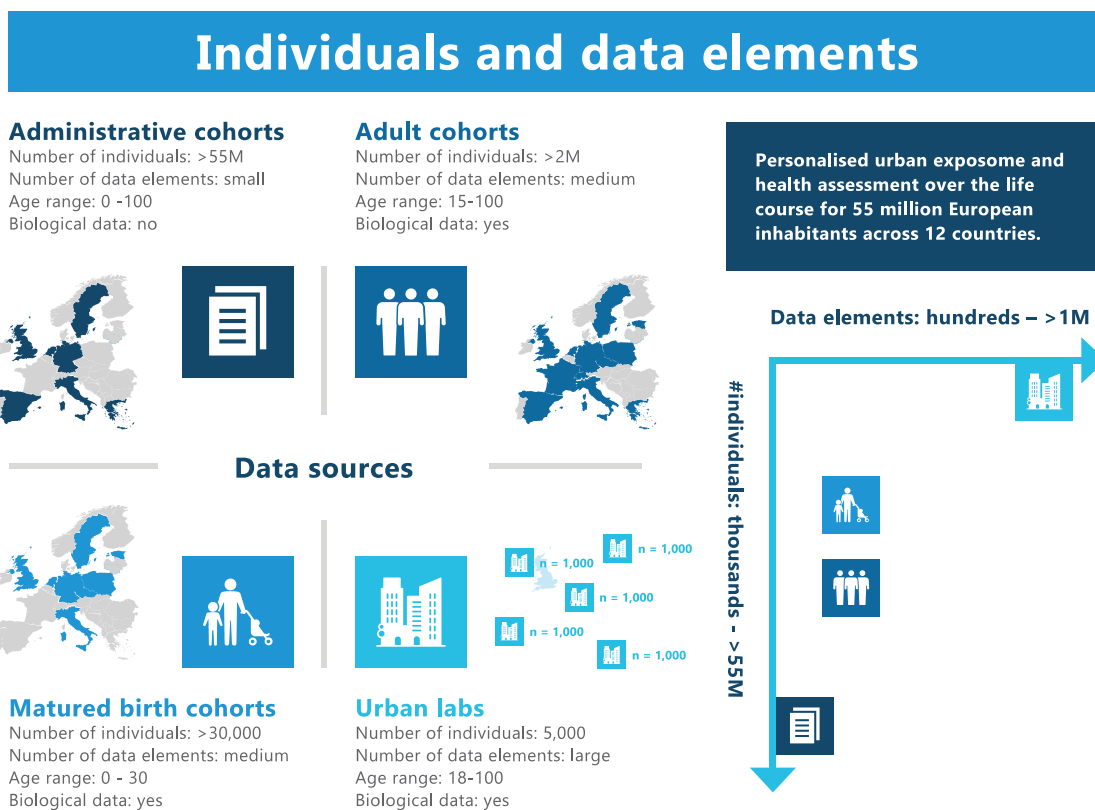 Individuals and data elements
Administrative cohorts
Number of individuals: >55M
Number of data elements: small
Age range: 0 -100
Biological data: no
Adult cohorts
Number of individuals: >2M
Number of data elements: medium
Age range: 15-100
Biological data: yes
Personalised urban exposome and
health assessment over the life
course for 55 million European
inhabitants across 12 countries.
Data elements: hundreds – >1M
#individuals: thousands - >55M
Data sources
n = 1,000
n = 1,000
n = 1,000
n = 1,000
n = 1,000
Matured birth cohorts
Number of individuals: >30,000
Number of data elements: medium
Age range: 0 - 30
Biological data: yes
Urban labs
Number of individuals: 5,000
Number of data elements: large
Age range: 18-100
Biological data: yes